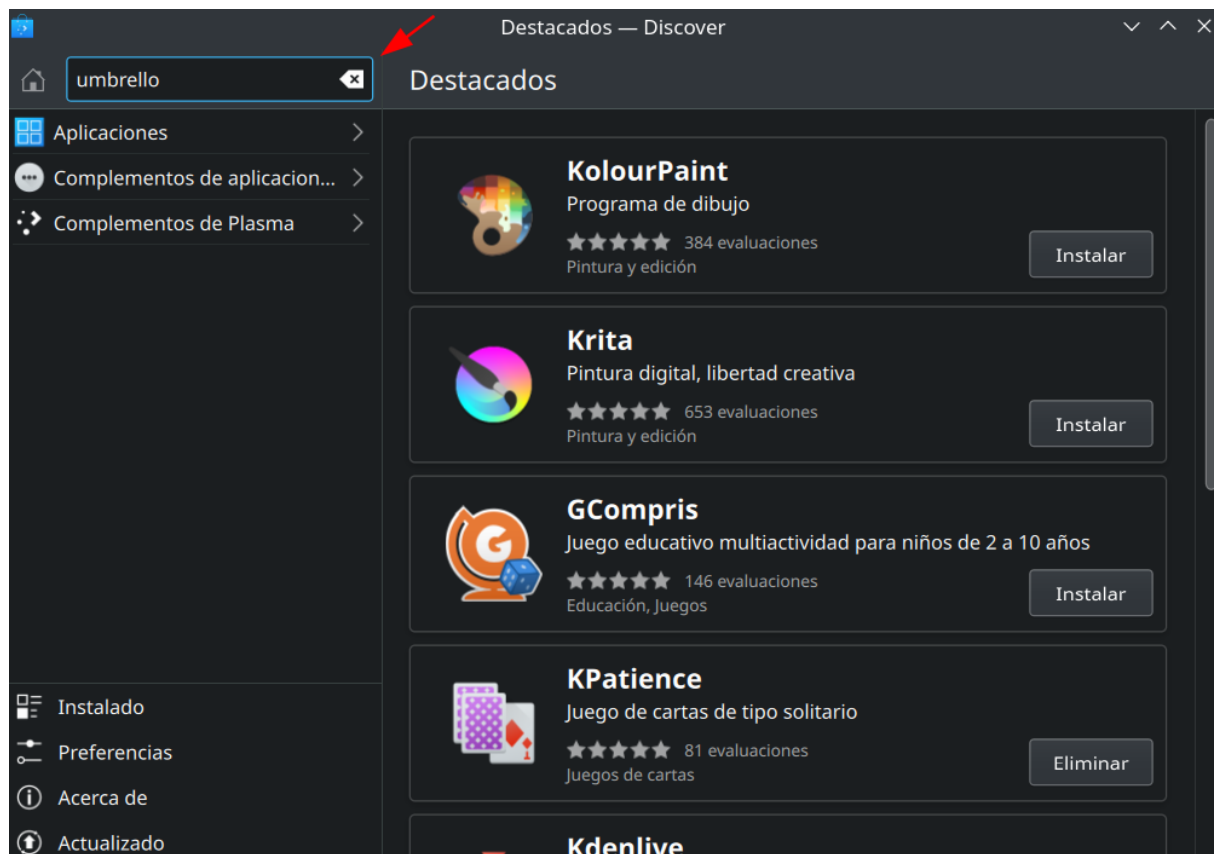 Destacados — Discover
umbrello
Destacados
Aplicaciones
Complementos de aplicacion...
Complementos de Plasma
Instalado
Preferencias
Acerca de
Actualizado
KolourPaint
Programa de dibujo
384 evaluaciones
Pintura y edición
Instalar
Krita
Pintura digital, libertad creativa
653 evaluaciones
Pintura y edición
Instalar
GCompris
Juego educativo multiactividad para niños de 2 a 10 años
146 evaluaciones
Educación, Juegos
Instalar
KPatience
Juego de cartas de tipo solitario
81 evaluaciones
Juegos de cartas
Eliminar
Kdenlive